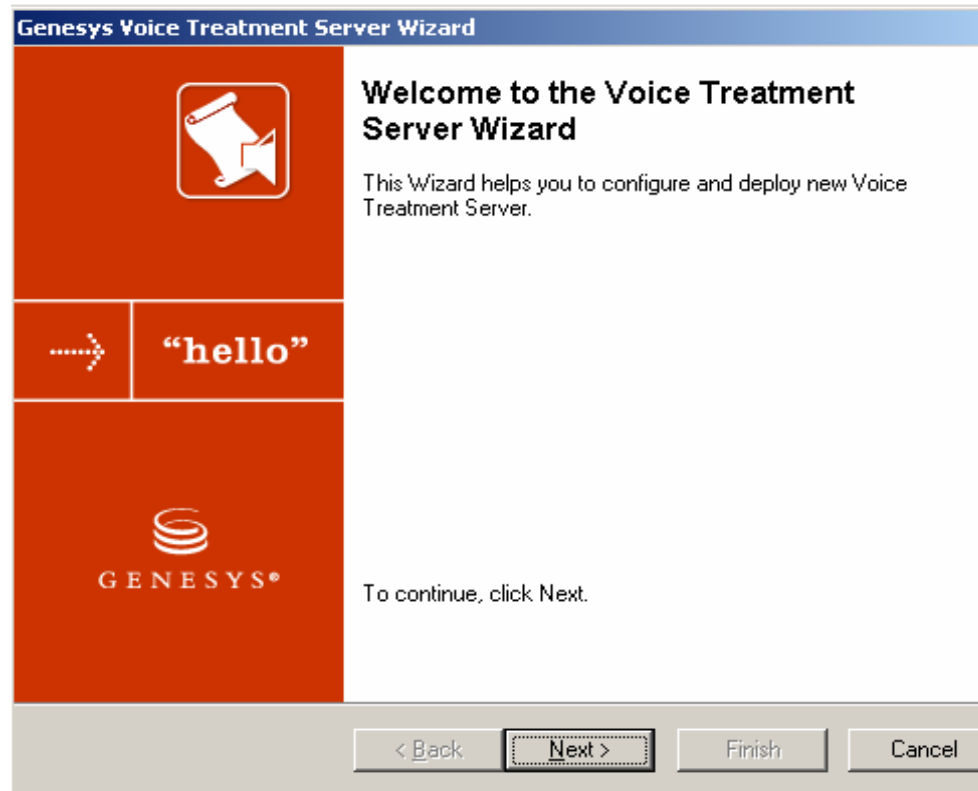 Genesys Voice Treatment Server Wizard
Welcome to the Voice Treatment
Server Wizard
This Wizard helps you to configure and deploy new Voice
Treatment Server.
“hello”
GENESYS®
To continue, click Next.
< Back
Next >
Finish
Cancel